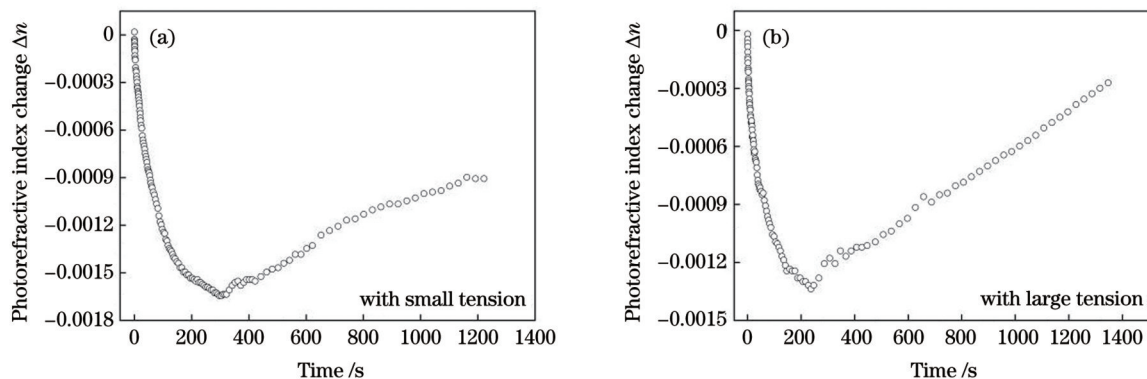 (a)
Photorefractive index change Δn
0
−0.0003
−0.0006
−0.0009
−0.0012
−0.0015
−0.0018
with small tension
0 200 400 600 800 1000 1200 1400
Time /s
(b)
Photorefractive index change Δn
0
−0.0003
−0.0006
−0.0009
−0.0012
−0.0015
with large tension
0 200 400 600 800 1000 1200 1400
Time /s